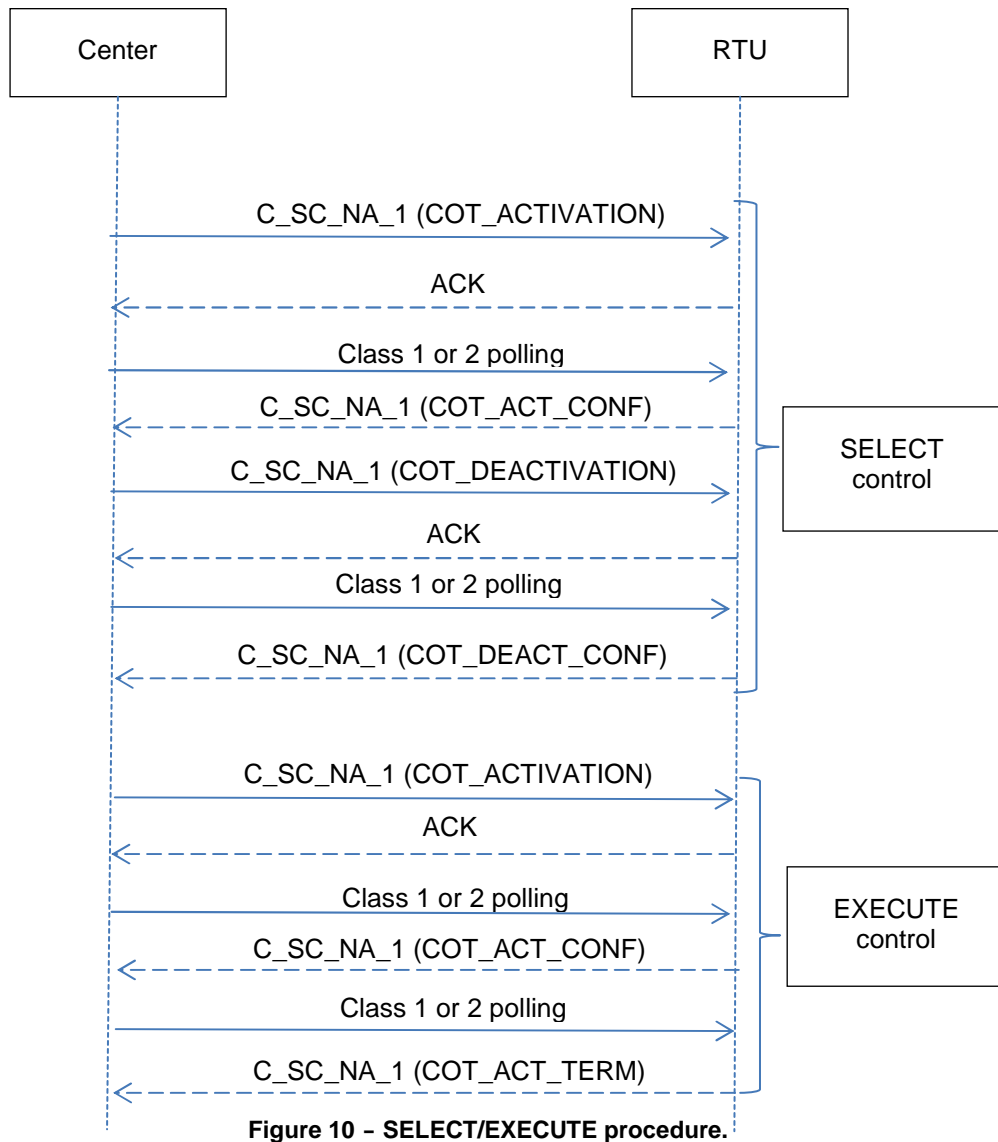 Center
RTU
C_SC_NA_1 (COT_ACTIVATION)
ACK
Class 1 or 2 polling
C_SC_NA_1 (COT_ACT_CONF)
C_SC_NA_1 (COT_DEACTIVATION)
ACK
Class 1 or 2 polling
C_SC_NA_1 (COT_DEACT_CONF)
SELECT
control
C_SC_NA_1 (COT_ACTIVATION)
ACK
Class 1 or 2 polling
C_SC_NA_1 (COT_ACT_CONF)
Class 1 or 2 polling
C_SC_NA_1 (COT_ACT_TERM)
EXECUTE
control
Figure 10 – SELECT/EXECUTE procedure.